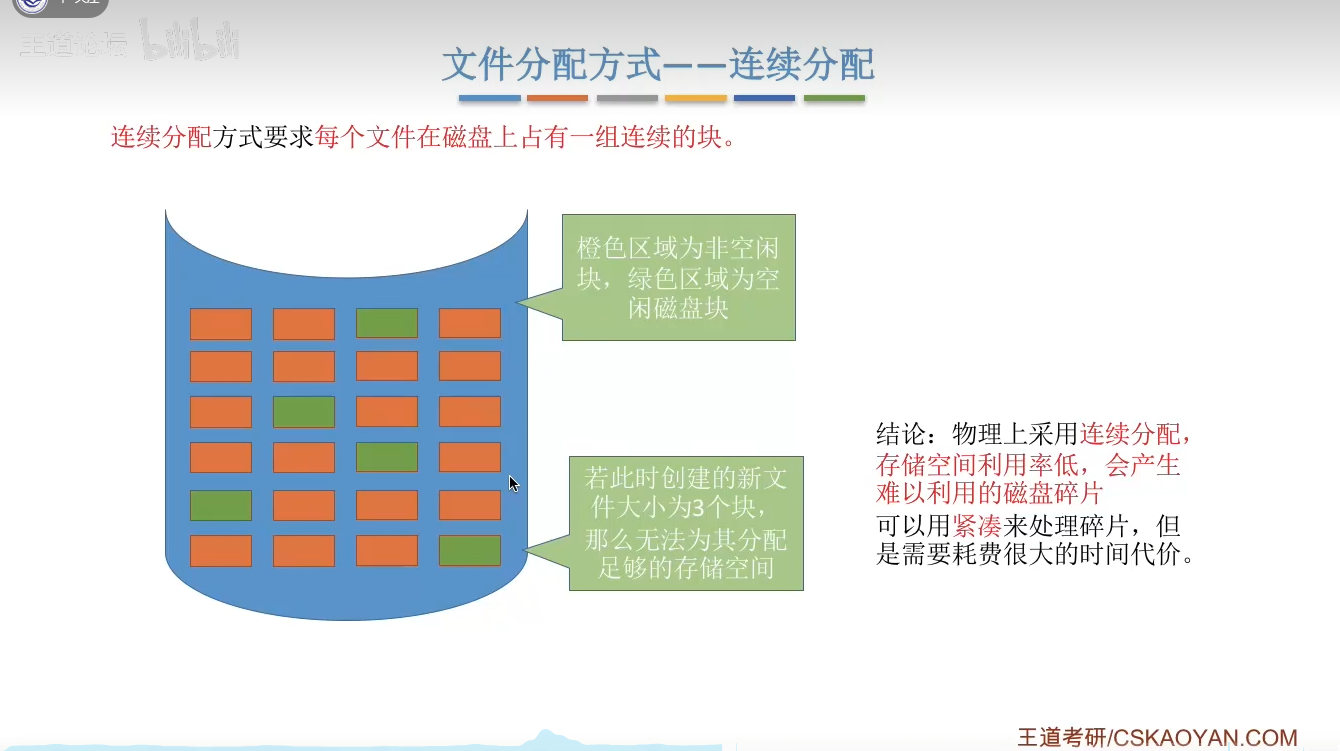 王道论坛 bilibili
文件分配方式——连续分配
连续分配方式要求每个文件在磁盘上占有一组连续的块。
橙色区域为非空闲
块，绿色区域为空
闲磁盘块
若此时创建的新文
件大小为3个块，
那么无法为其分配
足够的存储空间
结论：物理上采用连续分配，
存储空间利用率低，会产生
难以利用的磁盘碎片
可以用紧凑来处理碎片，但
是需要耗费很大的时间代价。
王道考研/CSKAOYAN.COM